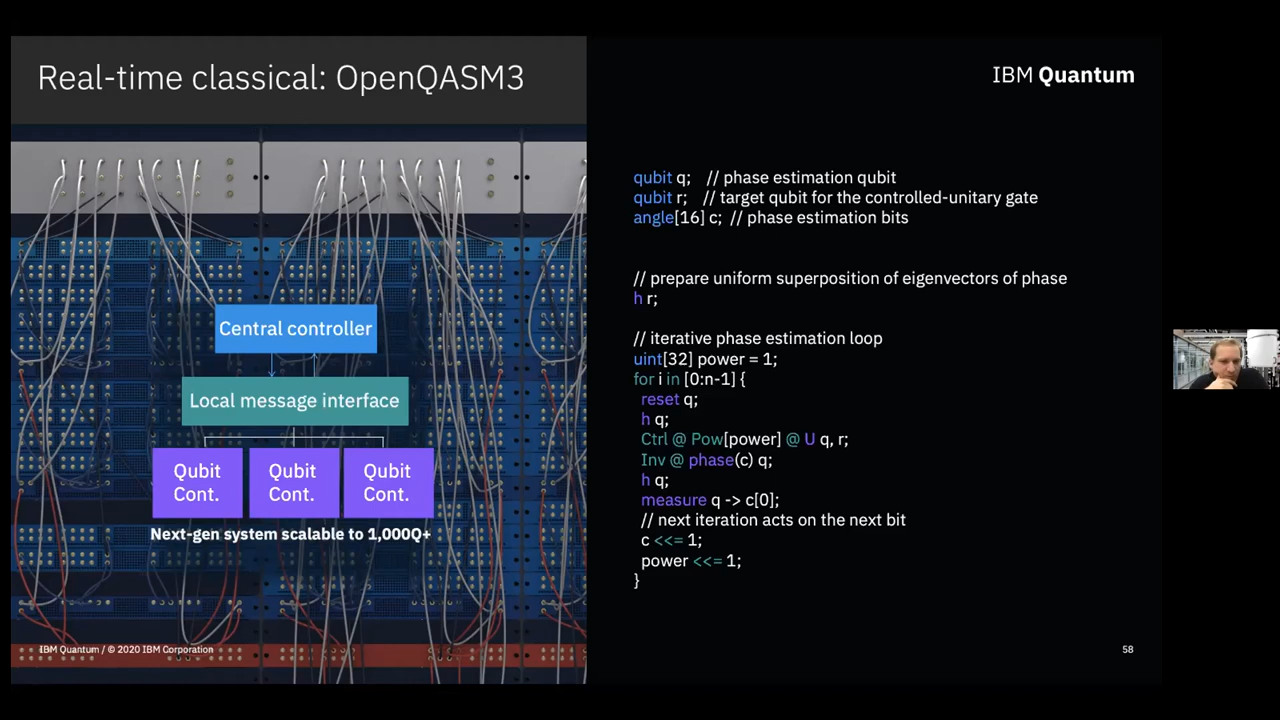 Real-time classical: OpenQASM3
Central controller
Local message interface
Qubit
Cont.
Qubit
Cont.
Qubit
Cont.
Next-gen system scalable to 1,000Q+
IBM Quantum / © 2020 IBM Corporation
IBM Quantum
qubit q; // phase estimation qubit
qubit r; // target qubit for the controlled-unitary gate
angle[16] c; // phase estimation bits
// prepare uniform superposition of eigenvectors of phase
h r;
// iterative phase estimation loop
uint[32] power = 1;
for i in [0:n-1] {
reset q;
h q;
Ctrl @ Pow[power] @ U q, r;
Inv @ phase(c) q;
h q;
measure q -> c[0];
// next iteration acts on the next bit
c <<= 1;
power <<= 1;
}
58